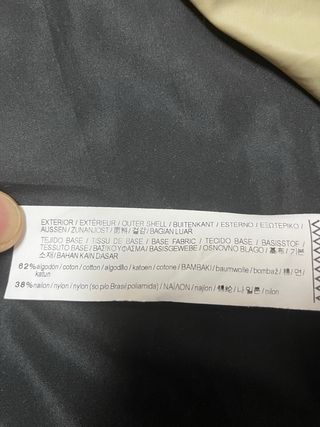 EXTERIOR / EXTÉRIEUR / OUTER SHELL / BUITENKANT / ESTERNO / ΕΞΩΤΕΡΙΚΟ /
AUSSEN / ZUNANJOST / 面料 / 겉감 / BAGIAN LUAR
TEJIDO BASE / TISSU DE BASE / BASE FABRIC / TECIDO BASE / BASISSTOF /
TESSUTO BASE / ΒΑΣΙΚΟ ΥΦΑΣΜΑ / BASISGEWEBE / OSNOVNO BLAGO / 基布 / 기본
소재 / BAHAN KAIN DASAR
62% algodón / coton / cotton / algodão / katoen / cotone / ΒΑΜΒΑΚΙ / baumwolle / bombaž / 棉 / 면 /
katun
38% nailon / nylon / nylon (so p/o Brasil poliamida) / ΝΑΪΛΟΝ / najlon / 锦纶 / 나일론 / nilon